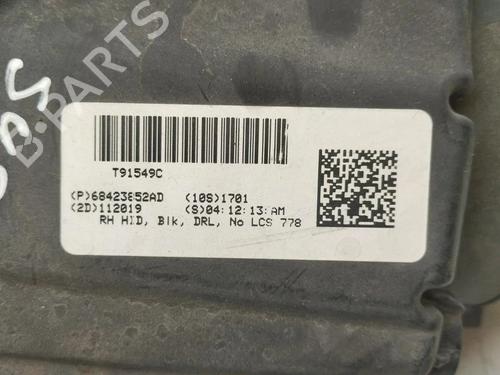 B-PARTS
T91549C
(P)68423852AD (10S)1701
(2D)112019 (S)04:12:13:AM
RH HID, Blk, DRL, No LCS 778